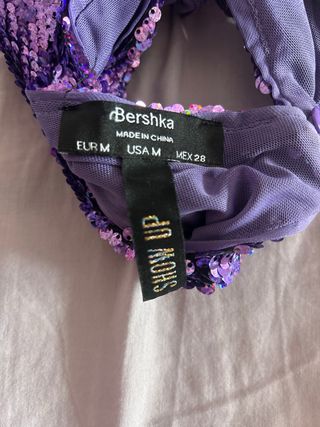 Bershka
MADE IN CHINA
EUR M USA M MEX 28
SHOW UP